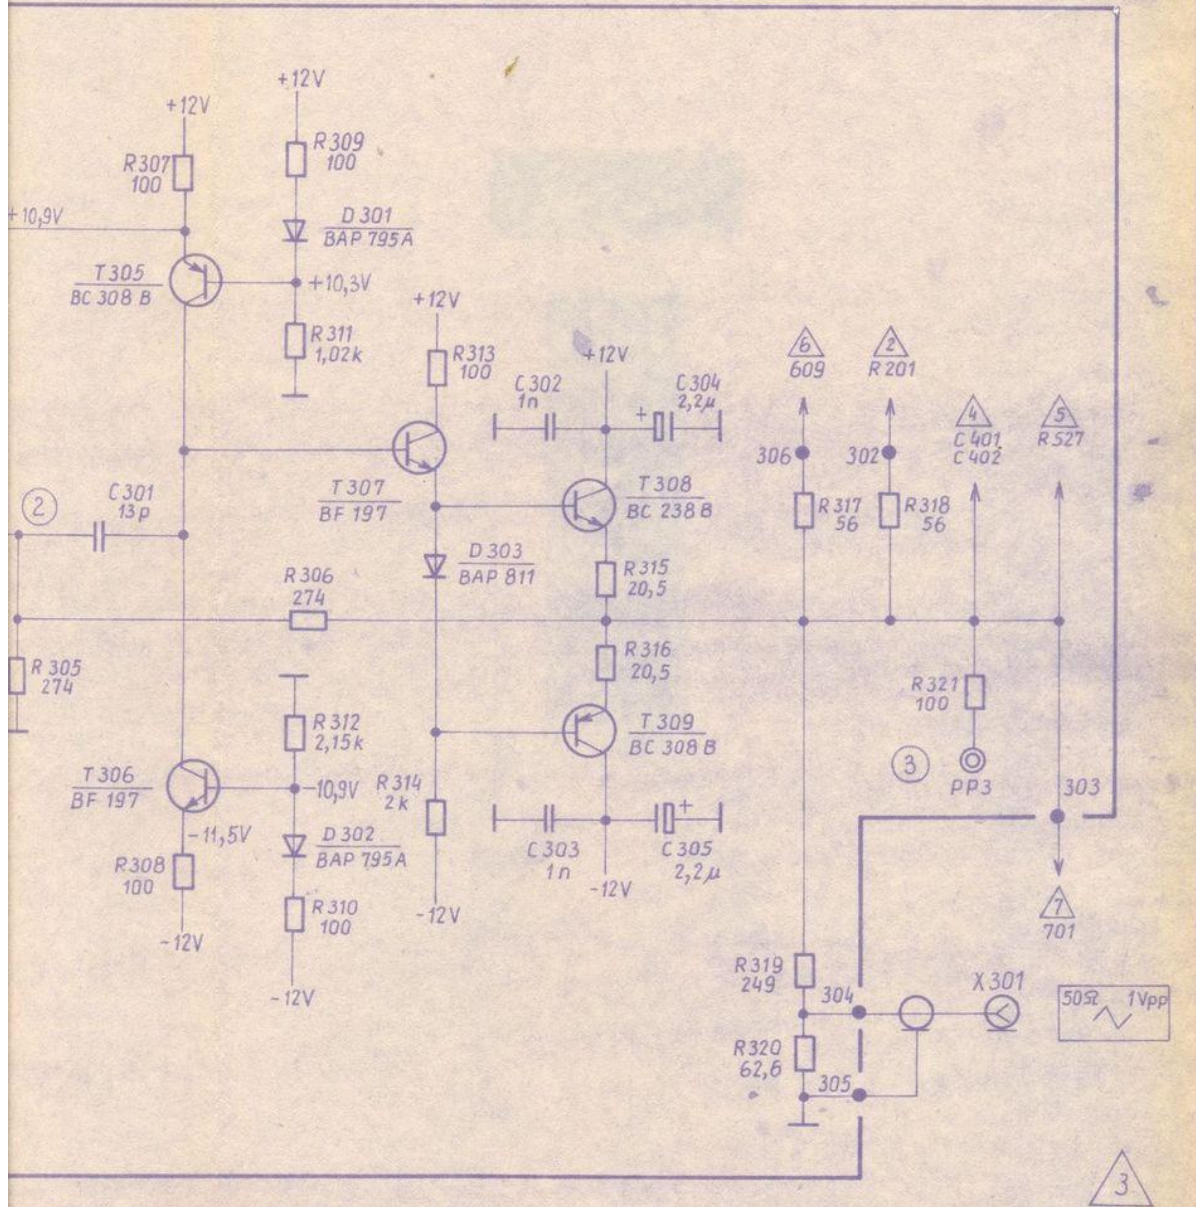 +12V
+12V
R309
100
R307
100
+10,9V
D301
BAP 795A
T305
BC 308 B
+10,3V
+12V
R311
1,02k
R313
100
+12V
C302
1n
C304
2,2μ
+
6
609
2
R201
4
C401
C402
5
R527
306
302
T307
BF 197
T308
BC 238 B
R317
56
R318
56
2
C301
13p
D303
BAP 811
R315
20,5
R306
274
R305
274
R316
20,5
R321
100
R312
2,15k
T309
BC 308 B
3
PP3
303
T306
BF 197
-10,9V
R314
2k
-11,5V
D302
BAP 795A
R308
100
C303
1n
+
C305
2,2μ
-12V
R310
100
-12V
-12V
-12V
7
701
R319
249
304
X301
50Ω 1Vpp
R320
62,6
305
3